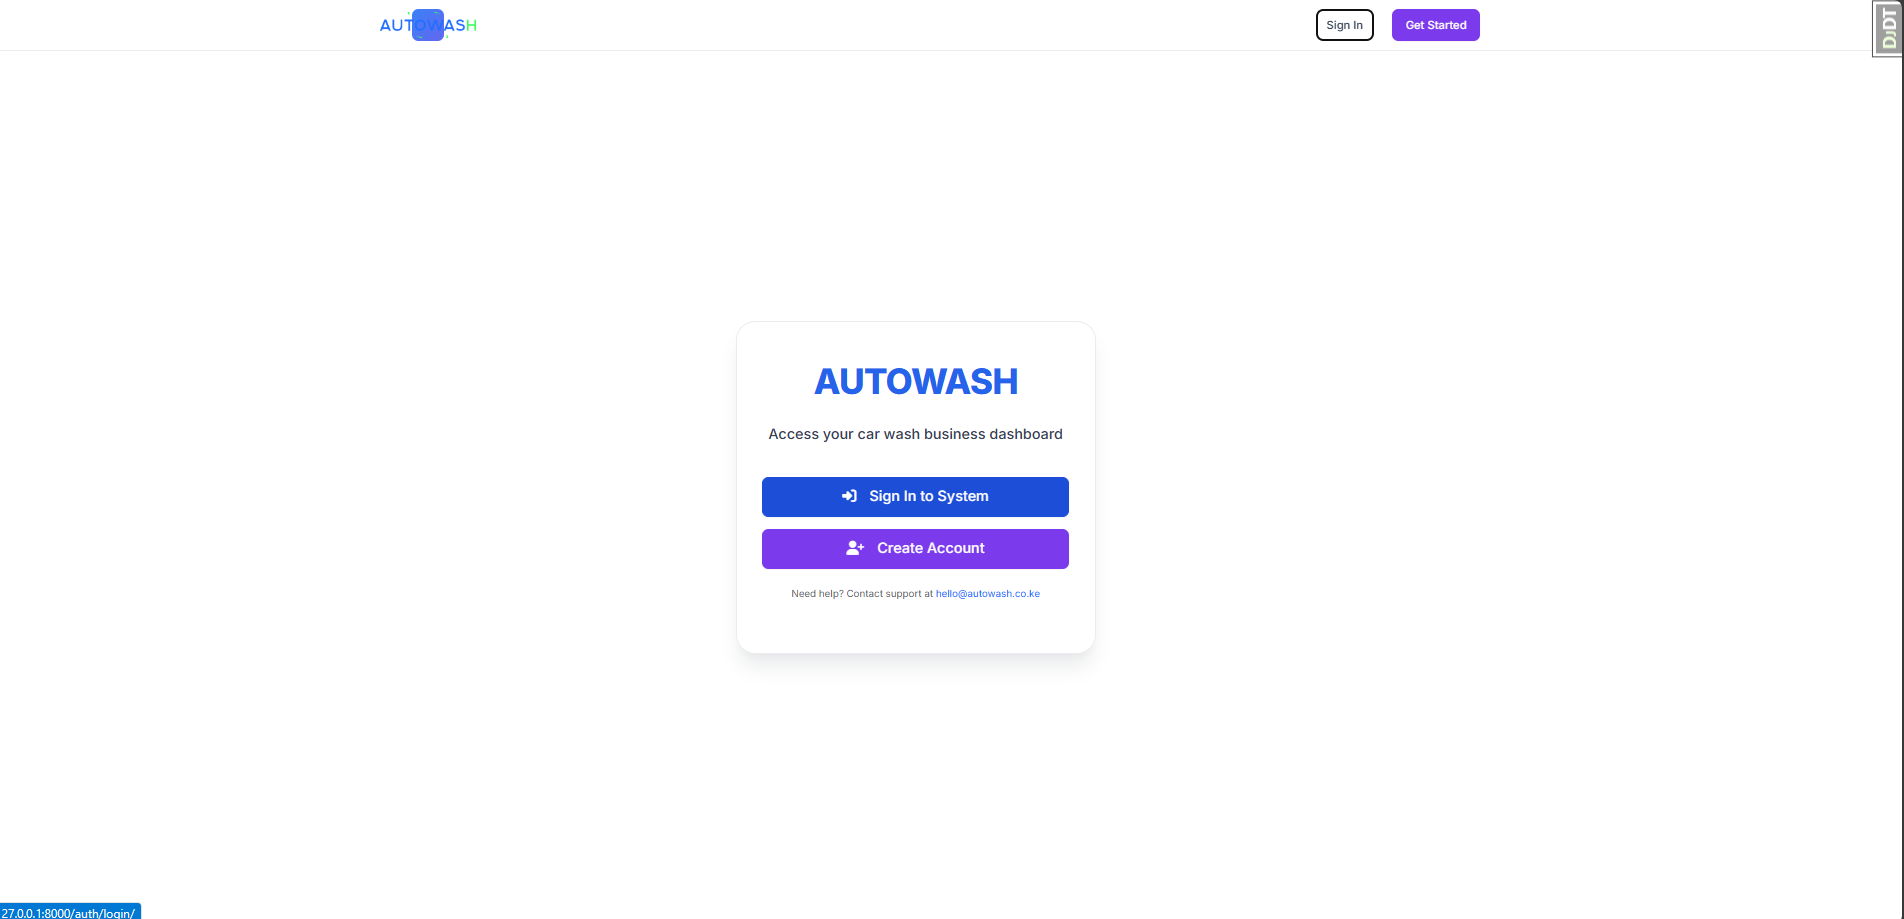 AUTOWASH
Sign In
Get Started
DjDT
AUTOWASH
Access your car wash business dashboard
Sign In to System
Create Account
Need help? Contact support at hello@autowash.co.ke
27.0.0.1:8000/auth/login/